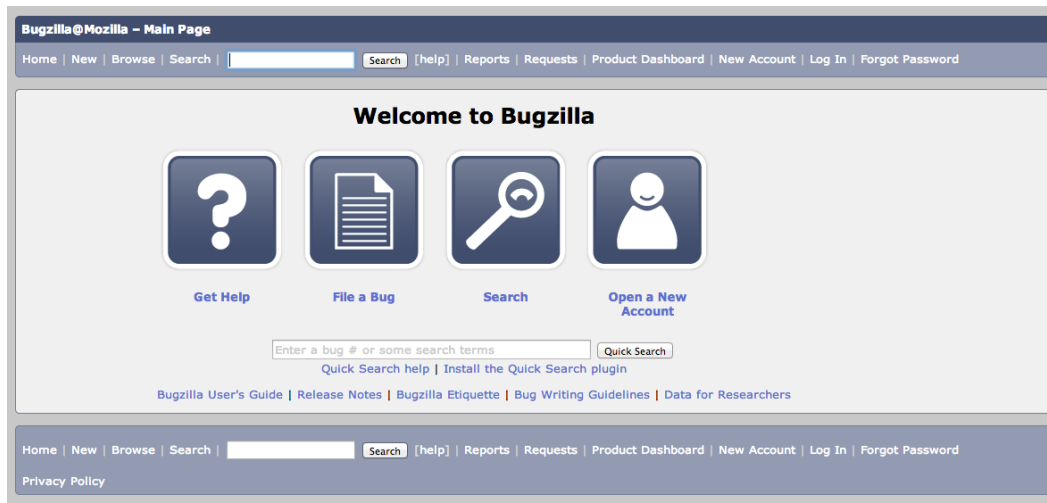 Bugzilla@Mozilla – Main Page
Home | New | Browse | Search | Search [help] | Reports | Requests | Product Dashboard | New Account | Log In | Forgot Password
Welcome to Bugzilla
?
Get Help File a Bug Search Open a New
Account
Enter a bug # or some search terms Quick Search
Quick Search help | Install the Quick Search plugin
Bugzilla User's Guide | Release Notes | Bugzilla Etiquette | Bug Writing Guidelines | Data for Researchers
Home | New | Browse | Search | Search [help] | Reports | Requests | Product Dashboard | New Account | Log In | Forgot Password
Privacy Policy